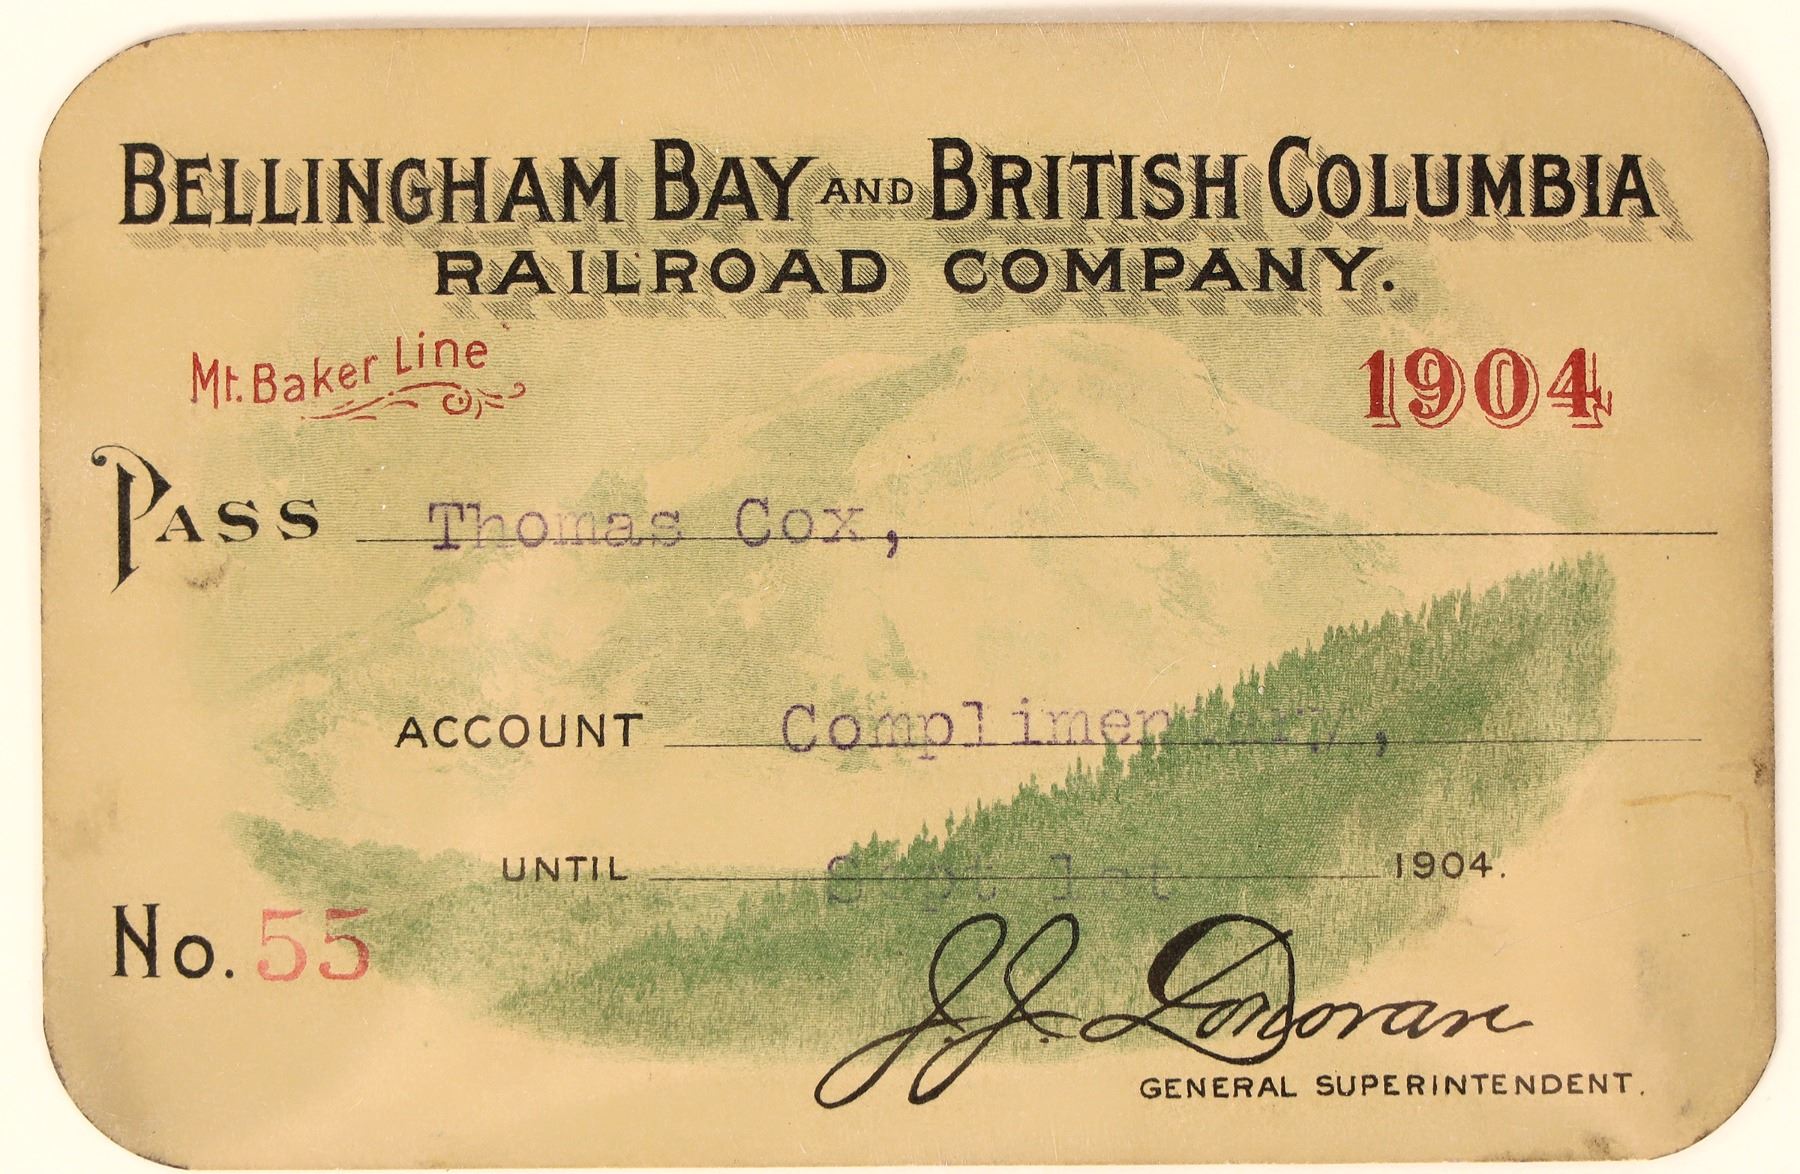 BELLINGHAM BAY AND BRITISH COLUMBIA
RAILROAD COMPANY.
Mt. Baker Line
1904
PASS Thomas Cox,
ACCOUNT Complimentary,
UNTIL Sept 1st 1904.
No. 55
J. J. Donovan
GENERAL SUPERINTENDENT.